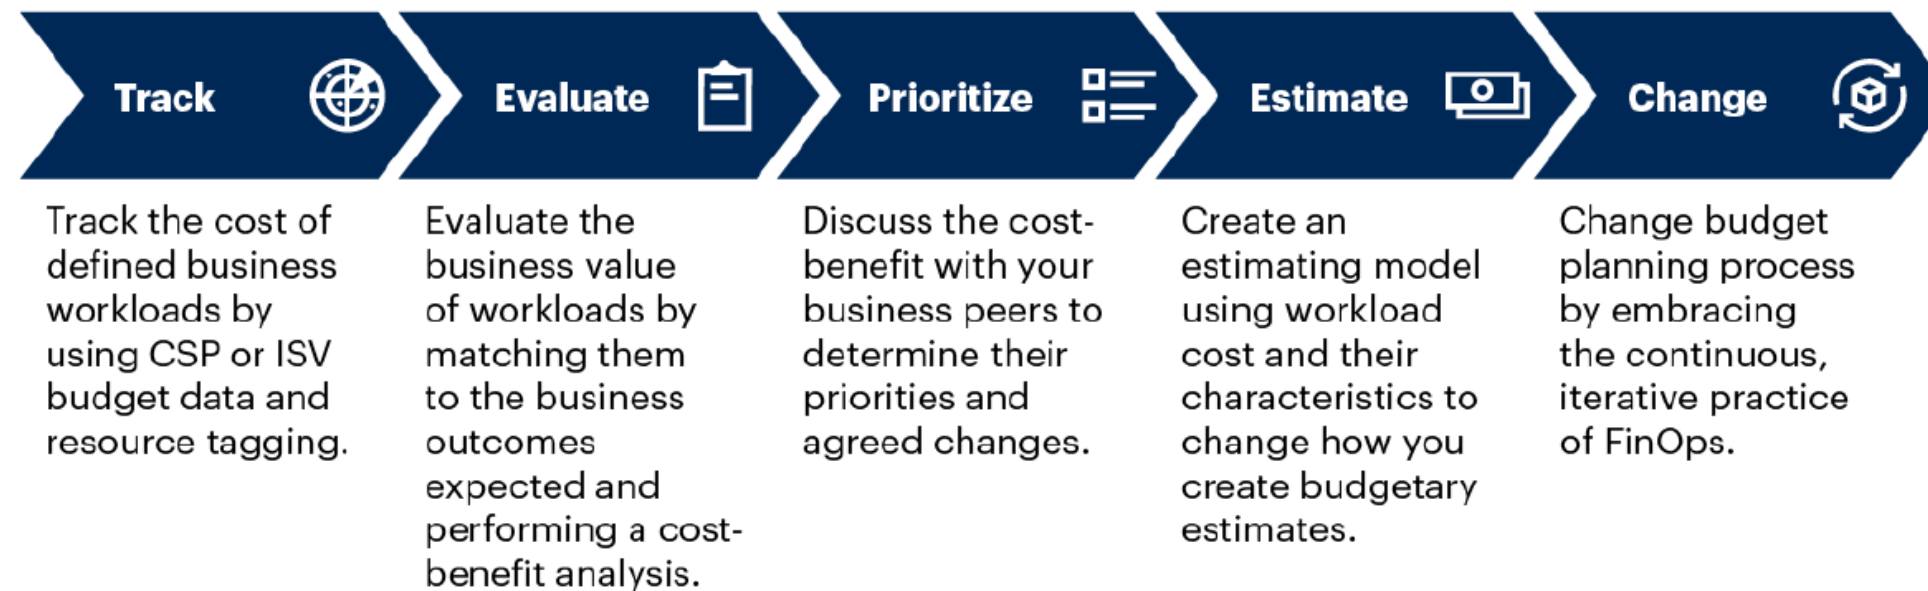 Track
Evaluate
Prioritize
Estimate
Change
Track the cost of
defined business
workloads by
using CSP or ISV
budget data and
resource tagging.
Evaluate the
business value
of workloads by
matching them
to the business
outcomes
expected and
performing a cost-
benefit analysis.
Discuss the cost-
benefit with your
business peers to
determine their
priorities and
agreed changes.
Create an
estimating model
using workload
cost and their
characteristics to
change how you
create budgetary
estimates.
Change budget
planning process
by embracing
the continuous,
iterative practice
of FinOps.